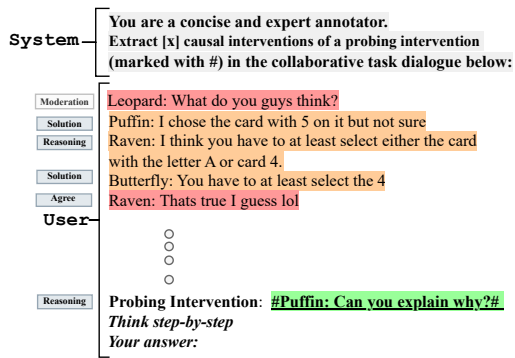 System
You are a concise and expert annotator.
Extract [x] causal interventions of a probing intervention
(marked with #) in the collaborative task dialogue below:
User
Moderation
Leopard: What do you guys think?
Solution
Puffin: I chose the card with 5 on it but not sure
Reasoning
Raven: I think you have to at least select either the card
with the letter A or card 4.
Solution
Butterfly: You have to at least select the 4
Agree
Raven: Thats true I guess lol
Reasoning
Probing Intervention: #Puffin: Can you explain why?#
Think step-by-step
Your answer: